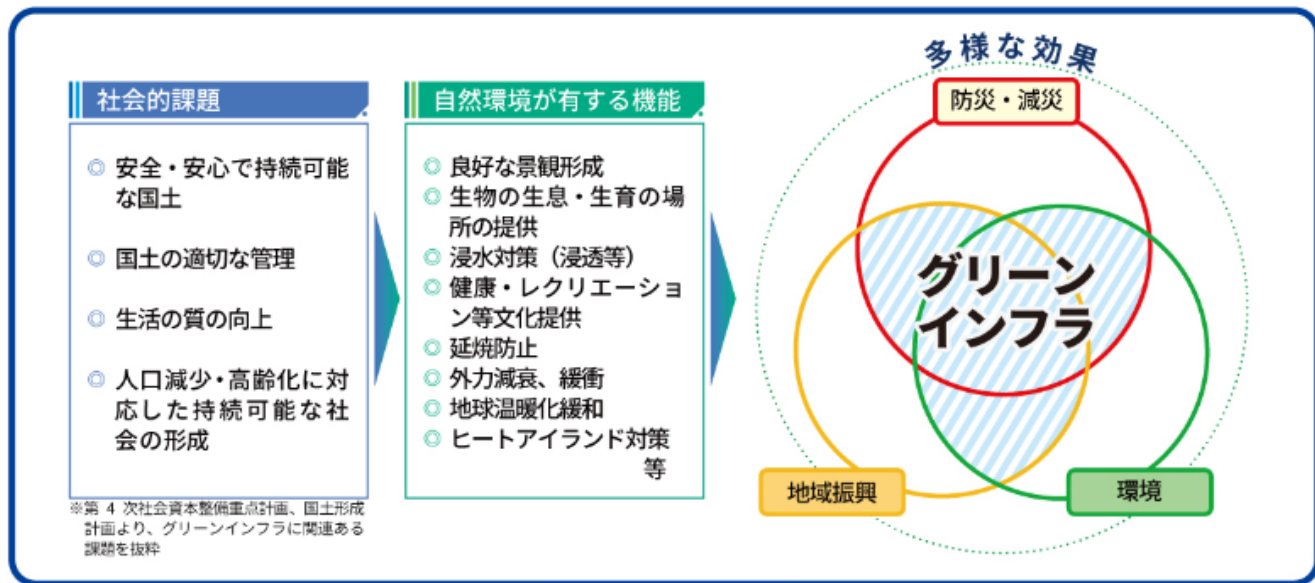 社会的課題
◎ 安全・安心で持続可能
な国土
◎ 国土の適切な管理
◎ 生活の質の向上
◎ 人口減少・高齢化に対
応した持続可能な社
会の形成
※第 4 次社会資本整備重点計画、国土形成
計画より、グリーンインフラに関連ある
課題を抜粋
自然環境が有する機能
◎ 良好な景観形成
◎ 生物の生息・生育の場
所の提供
◎ 浸水対策（浸透等）
◎ 健康・レクリエーショ
ン等文化提供
◎ 延焼防止
◎ 外力減衰、緩衝
◎ 地球温暖化緩和
◎ ヒートアイランド対策
等
多様な効果
防災・減災
グリーン
インフラ
地域振興
環境